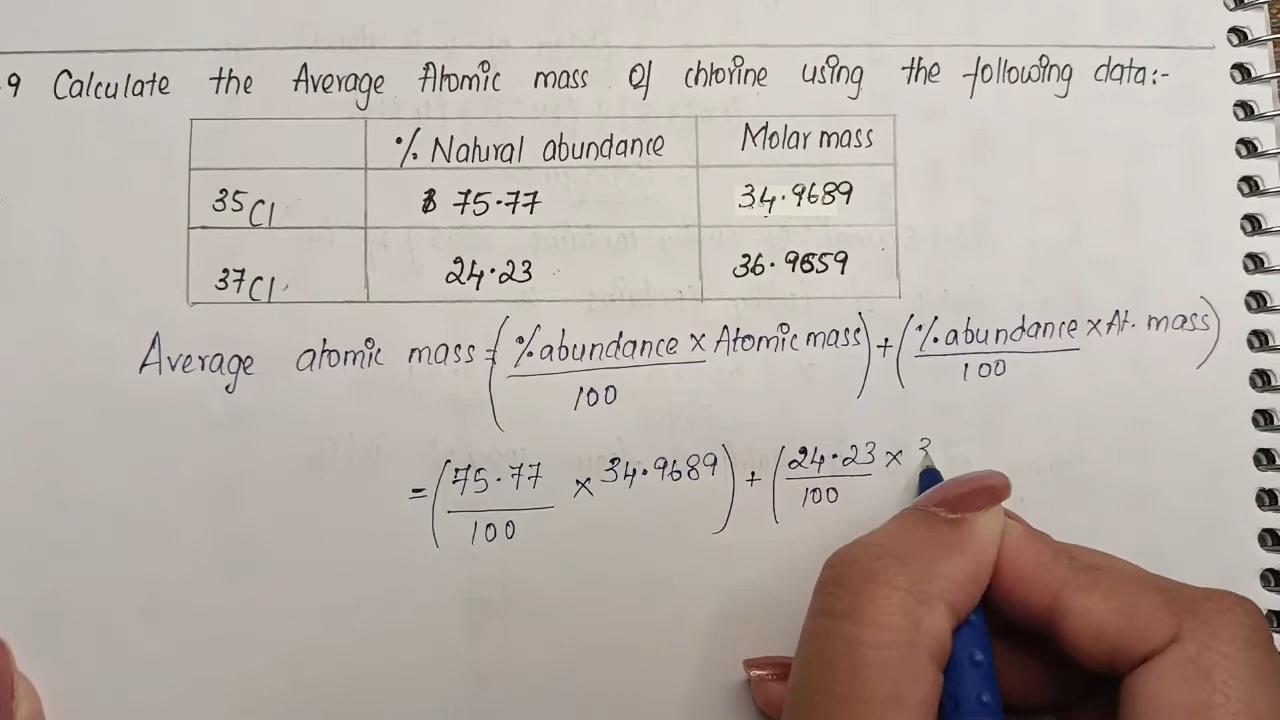 .9 Calculate the Average Atomic mass of chlorine using the following data:-
% Natural abundance Molar mass
35Cl 75.77 34.9689
37Cl 24.23 36.9659
Average atomic mass = (% abundance/100 × Atomic mass) + (% abundance/100 × At. mass)
= (75.77/100 × 34.9689) + (24.23/100 × 3